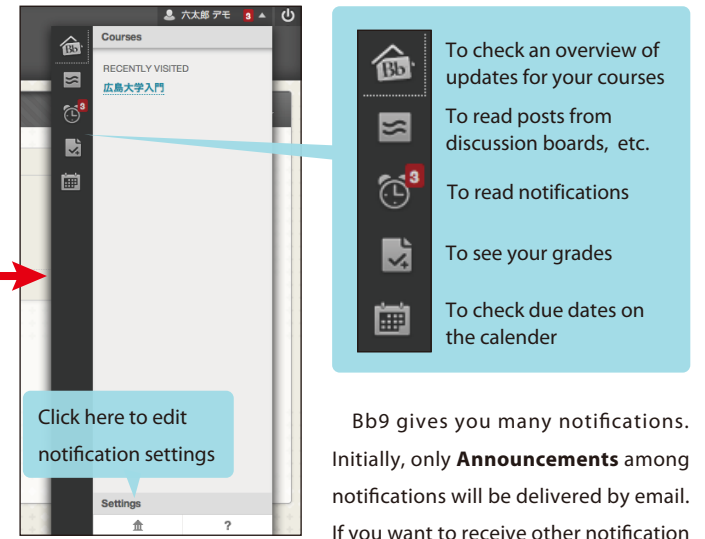 六太郎 デモ 3
Courses
RECENTLY VISITED
広島大学入門
Bb
3
Click here to edit
notification settings
Settings
?
Bb
To check an overview of
updates for your courses
To read posts from
discussion boards, etc.
3
To read notifications
To see your grades
To check due dates on
the calender
Bb9 gives you many notifications.
Initially, only Announcements among
notifications will be delivered by email.
If you want to receive other notification